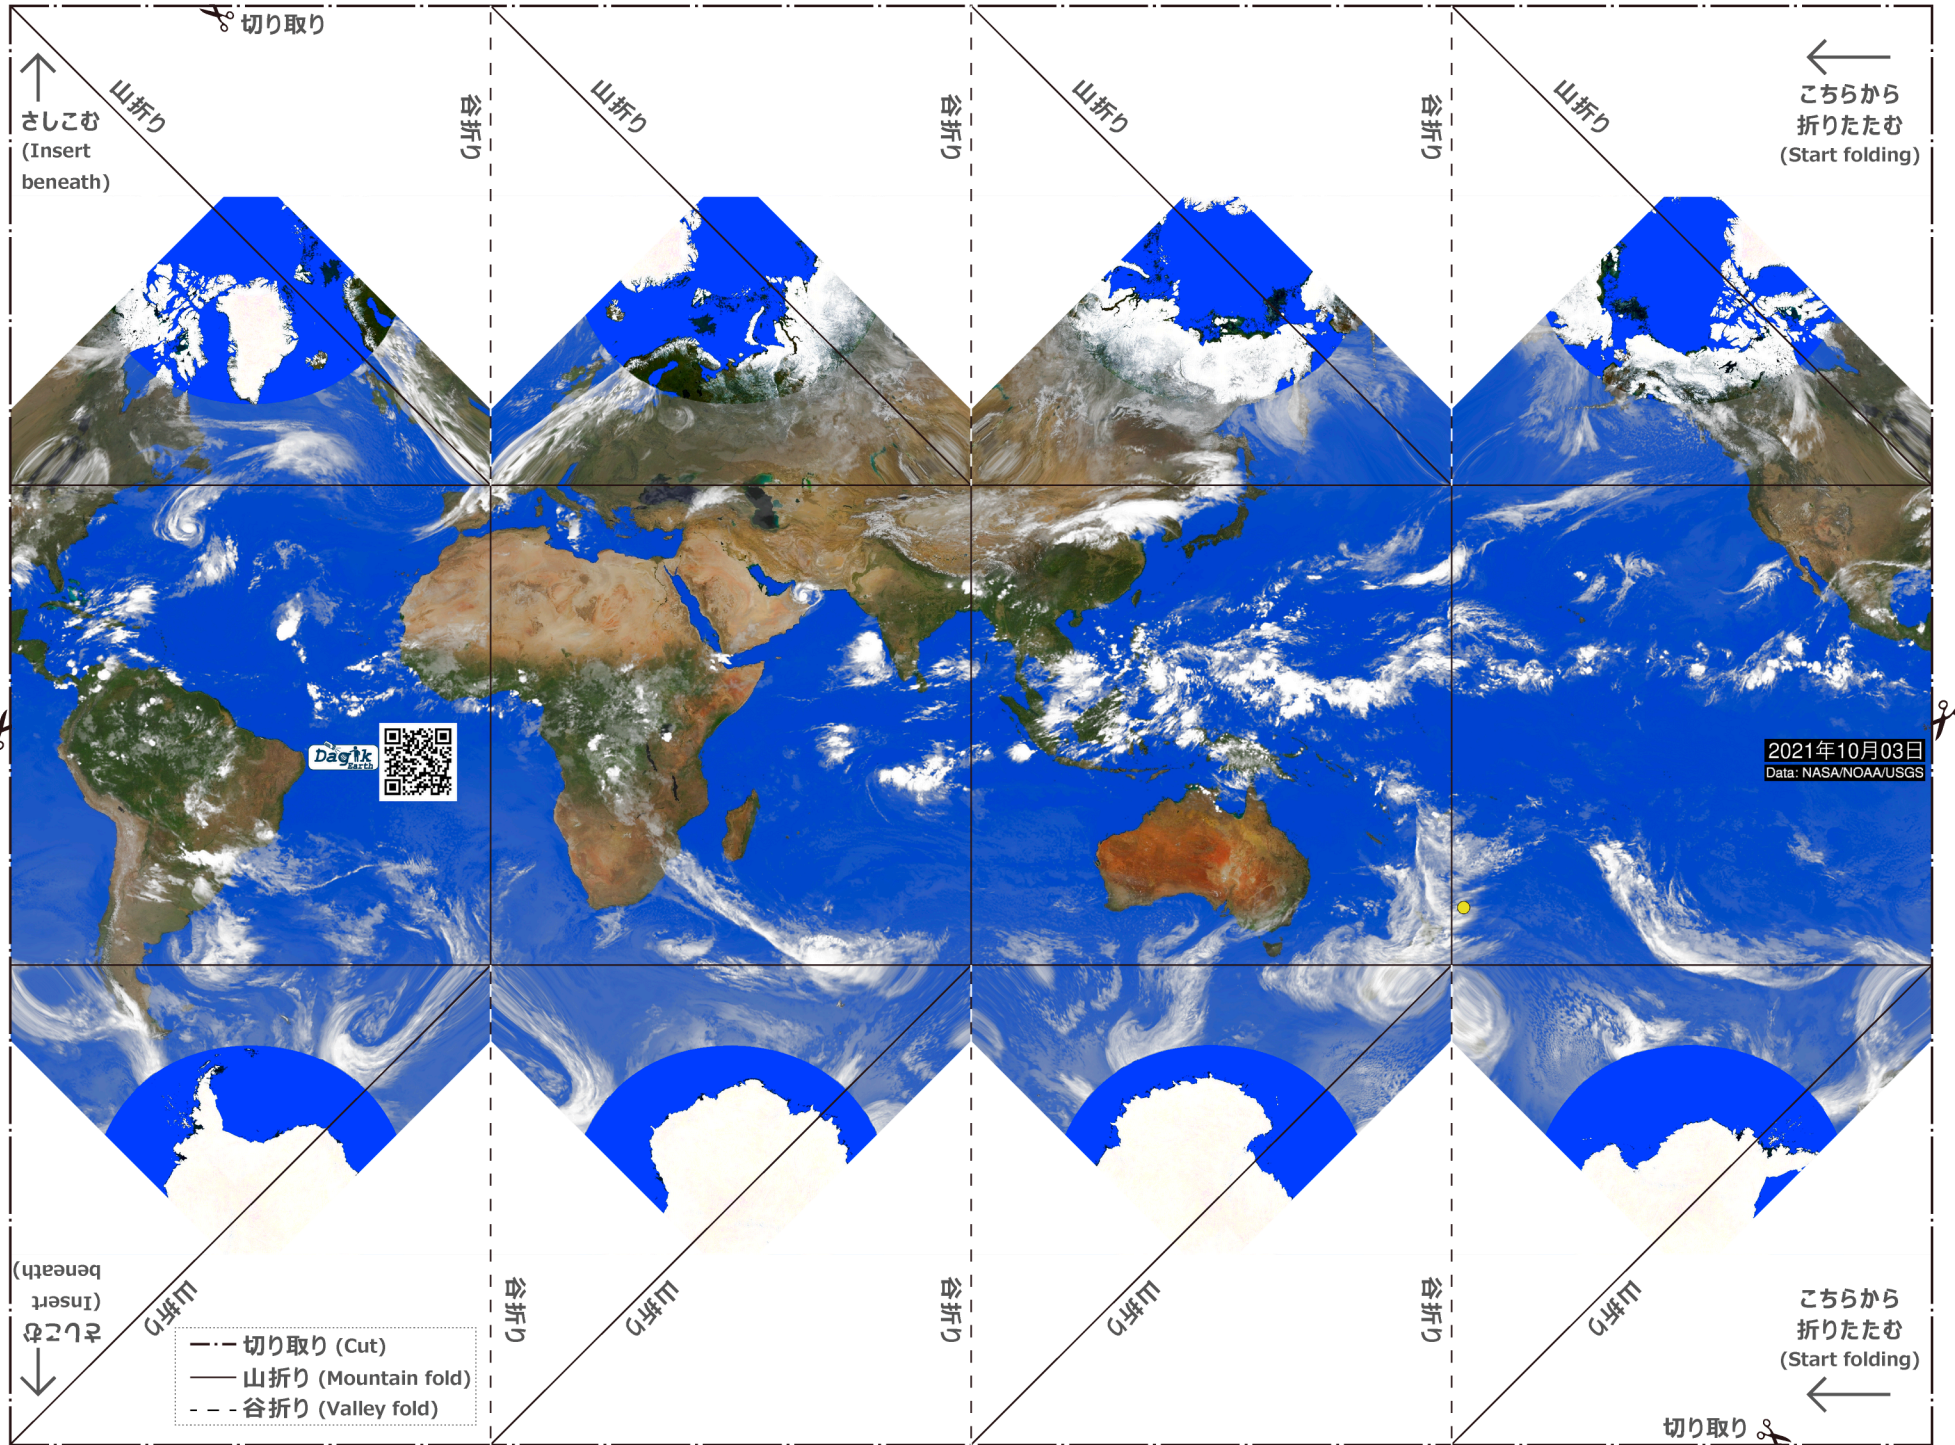 切り取り
さしこむ
(Insert
beneath)
山折り
谷折り
山折り
谷折り
山折り
谷折り
山折り
こちらから
折りたたむ
(Start folding)
Dagik
Earth
2021年10月03日
Data: NASA/NOAA/USGS
さしこむ
(Insert
beneath)
山折り
谷折り
山折り
谷折り
山折り
谷折り
山折り
こちらから
折りたたむ
(Start folding)
切り取り (Cut)
山折り (Mountain fold)
谷折り (Valley fold)
切り取り